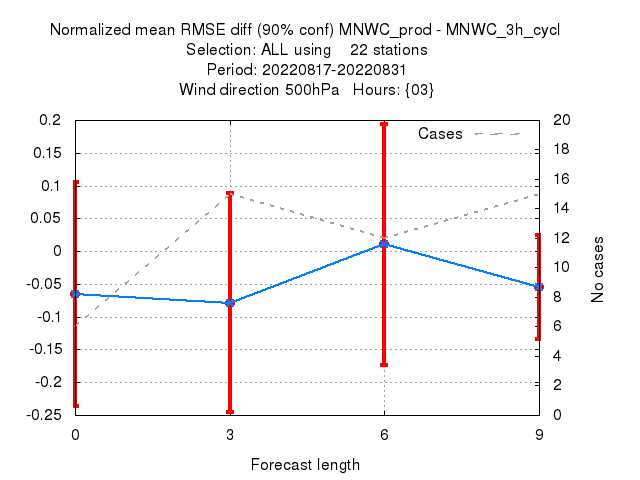 Normalized mean RMSE diff (90% conf) MNWC_prod - MNWC_3h_cycl
Selection: ALL using    22 stations
Period: 20220817-20220831
Wind direction 500hPa   Hours: {03}
Cases
0.2
0.15
0.1
0.05
0
-0.05
-0.1
-0.15
-0.2
-0.25
20
18
16
14
12
10
8
6
4
2
0
No cases
0 3 6 9
Forecast length